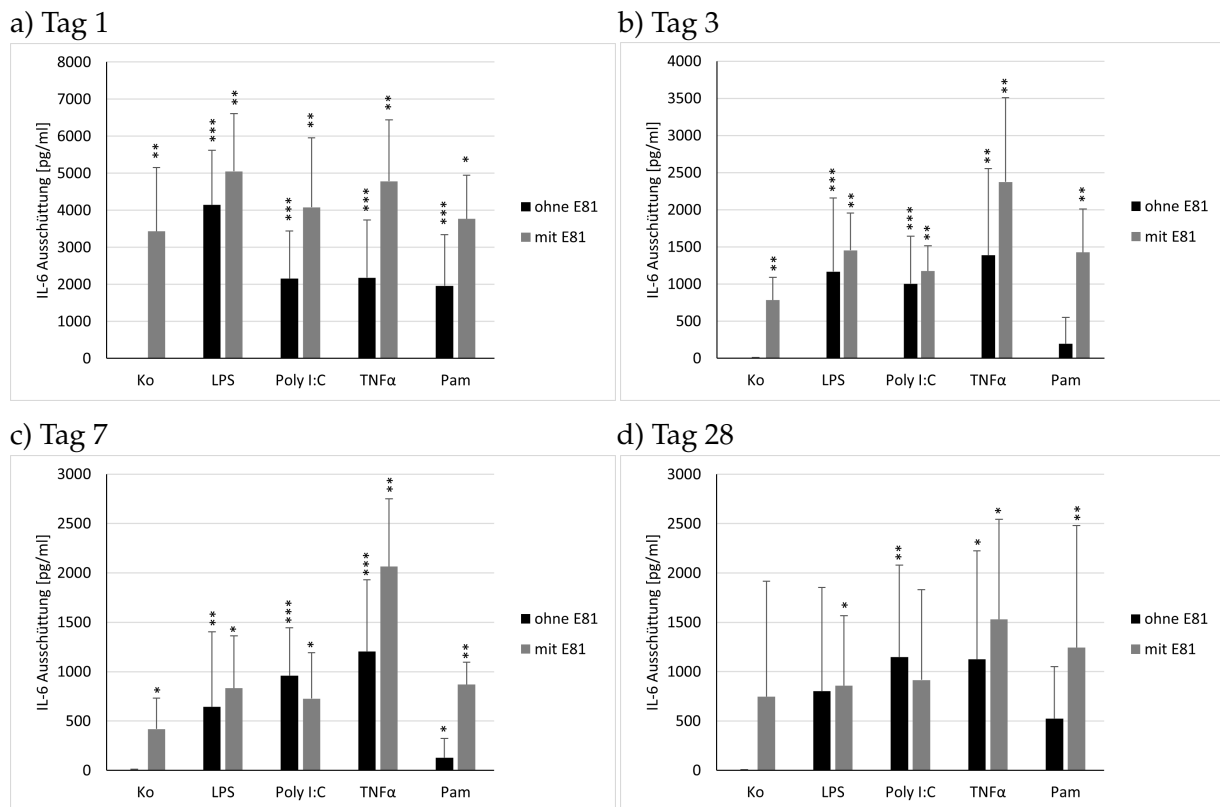 a) Tag 1
IL-6 Ausschüttung [pg/ml]
8000
7000
6000
5000
4000
3000
2000
1000
0
** *** ** *** ** *** ** *** *
Ko LPS Poly I:C TNFα Pam
ohne E81
mit E81
b) Tag 3
IL-6 Ausschüttung [pg/ml]
4000
3500
3000
2500
2000
1500
1000
500
0
** *** ** *** ** ** ** **
Ko LPS Poly I:C TNFα Pam
ohne E81
mit E81
c) Tag 7
IL-6 Ausschüttung [pg/ml]
3000
2500
2000
1500
1000
500
0
* ** * *** * *** ** * **
Ko LPS Poly I:C TNFα Pam
ohne E81
mit E81
d) Tag 28
IL-6 Ausschüttung [pg/ml]
3000
2500
2000
1500
1000
500
0
* ** * * **
Ko LPS Poly I:C TNFα Pam
ohne E81
mit E81